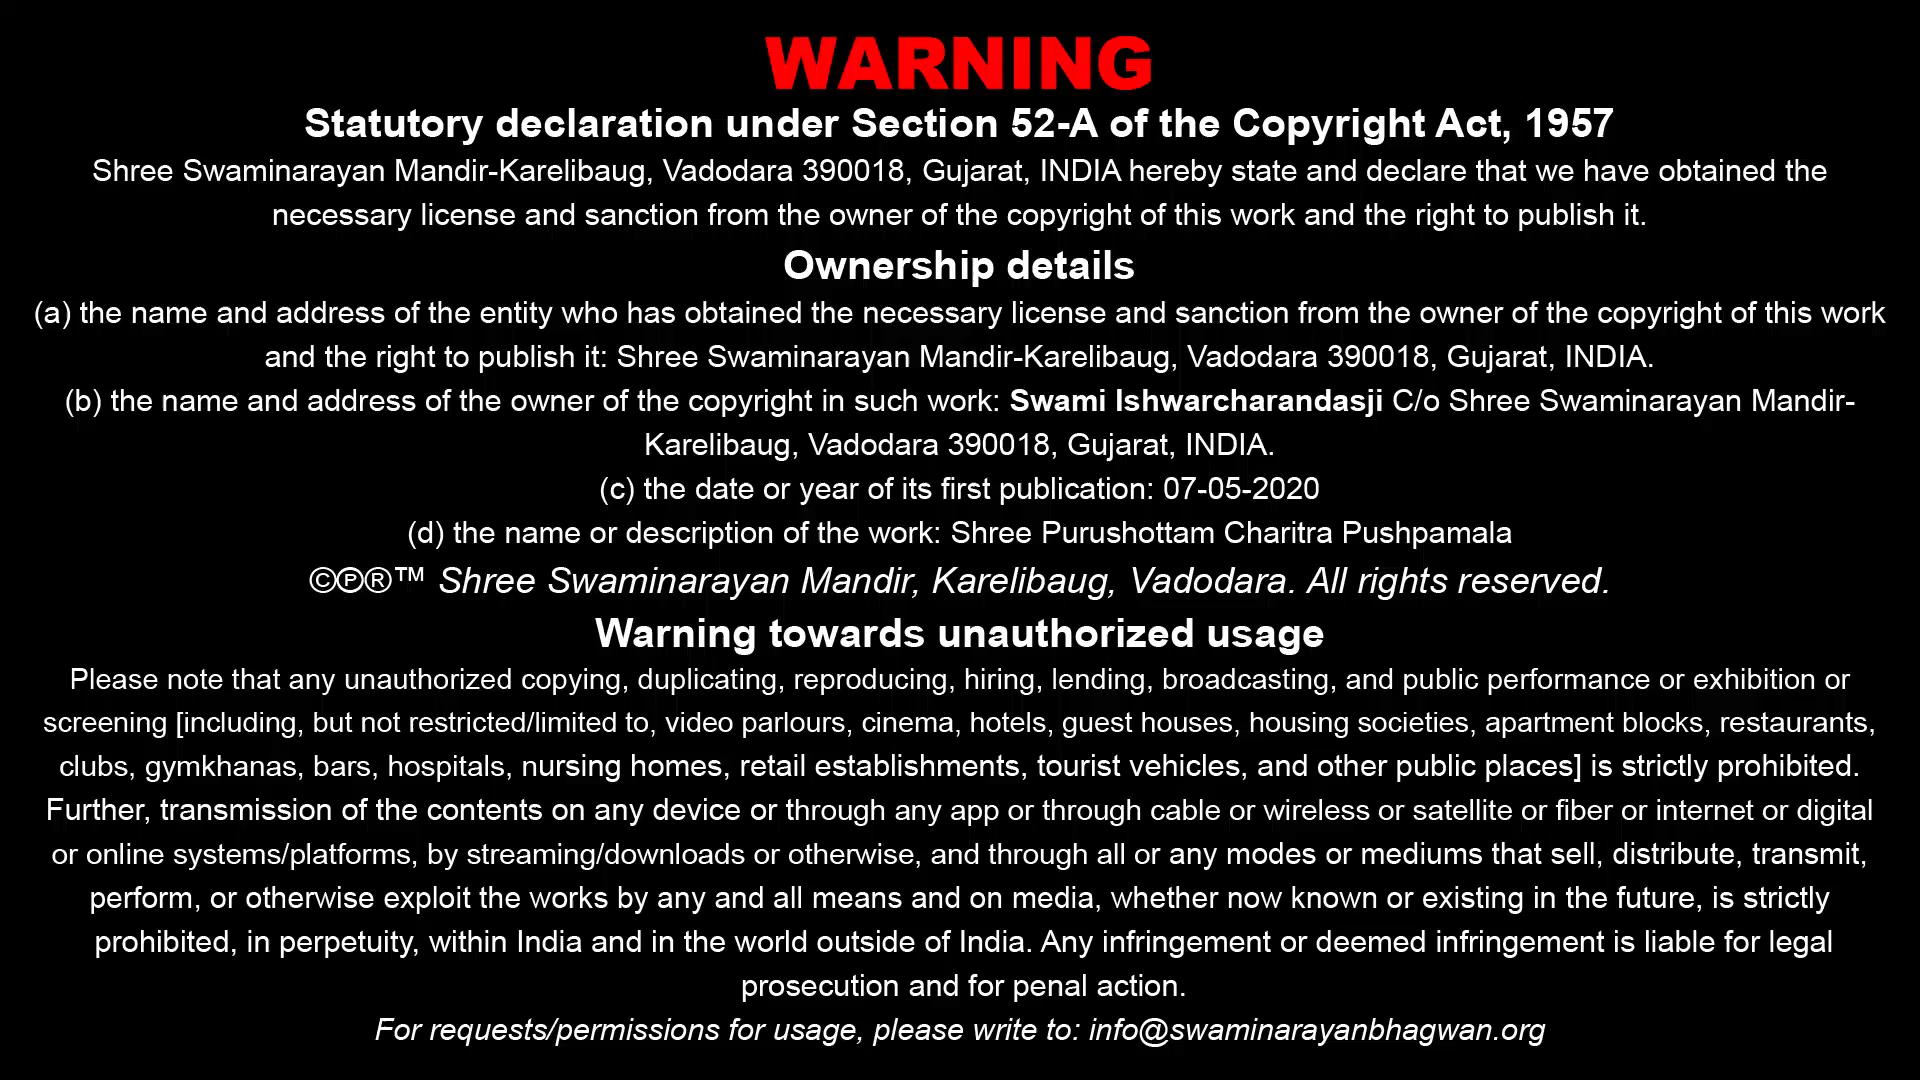 WARNING
Statutory declaration under Section 52-A of the Copyright Act, 1957
Shree Swaminarayan Mandir-Karelibaug, Vadodara 390018, Gujarat, INDIA hereby state and declare that we have obtained the
necessary license and sanction from the owner of the copyright of this work and the right to publish it.
Ownership details
(a) the name and address of the entity who has obtained the necessary license and sanction from the owner of the copyright of this work
and the right to publish it: Shree Swaminarayan Mandir-Karelibaug, Vadodara 390018, Gujarat, INDIA.
(b) the name and address of the owner of the copyright in such work: Swami Ishwarcharandasji C/o Shree Swaminarayan Mandir-
Karelibaug, Vadodara 390018, Gujarat, INDIA.
(c) the date or year of its first publication: 07-05-2020
(d) the name or description of the work: Shree Purushottam Charitra Pushpamala
©℗®™ Shree Swaminarayan Mandir, Karelibaug, Vadodara. All rights reserved.
Warning towards unauthorized usage
Please note that any unauthorized copying, duplicating, reproducing, hiring, lending, broadcasting, and public performance or exhibition or
screening [including, but not restricted/limited to, video parlours, cinema, hotels, guest houses, housing societies, apartment blocks, restaurants,
clubs, gymkhanas, bars, hospitals, nursing homes, retail establishments, tourist vehicles, and other public places] is strictly prohibited.
Further, transmission of the contents on any device or through any app or through cable or wireless or satellite or fiber or internet or digital
or online systems/platforms, by streaming/downloads or otherwise, and through all or any modes or mediums that sell, distribute, transmit,
perform, or otherwise exploit the works by any and all means and on media, whether now known or existing in the future, is strictly
prohibited, in perpetuity, within India and in the world outside of India. Any infringement or deemed infringement is liable for legal
prosecution and for penal action.
For requests/permissions for usage, please write to: info@swaminarayanbhagwan.org